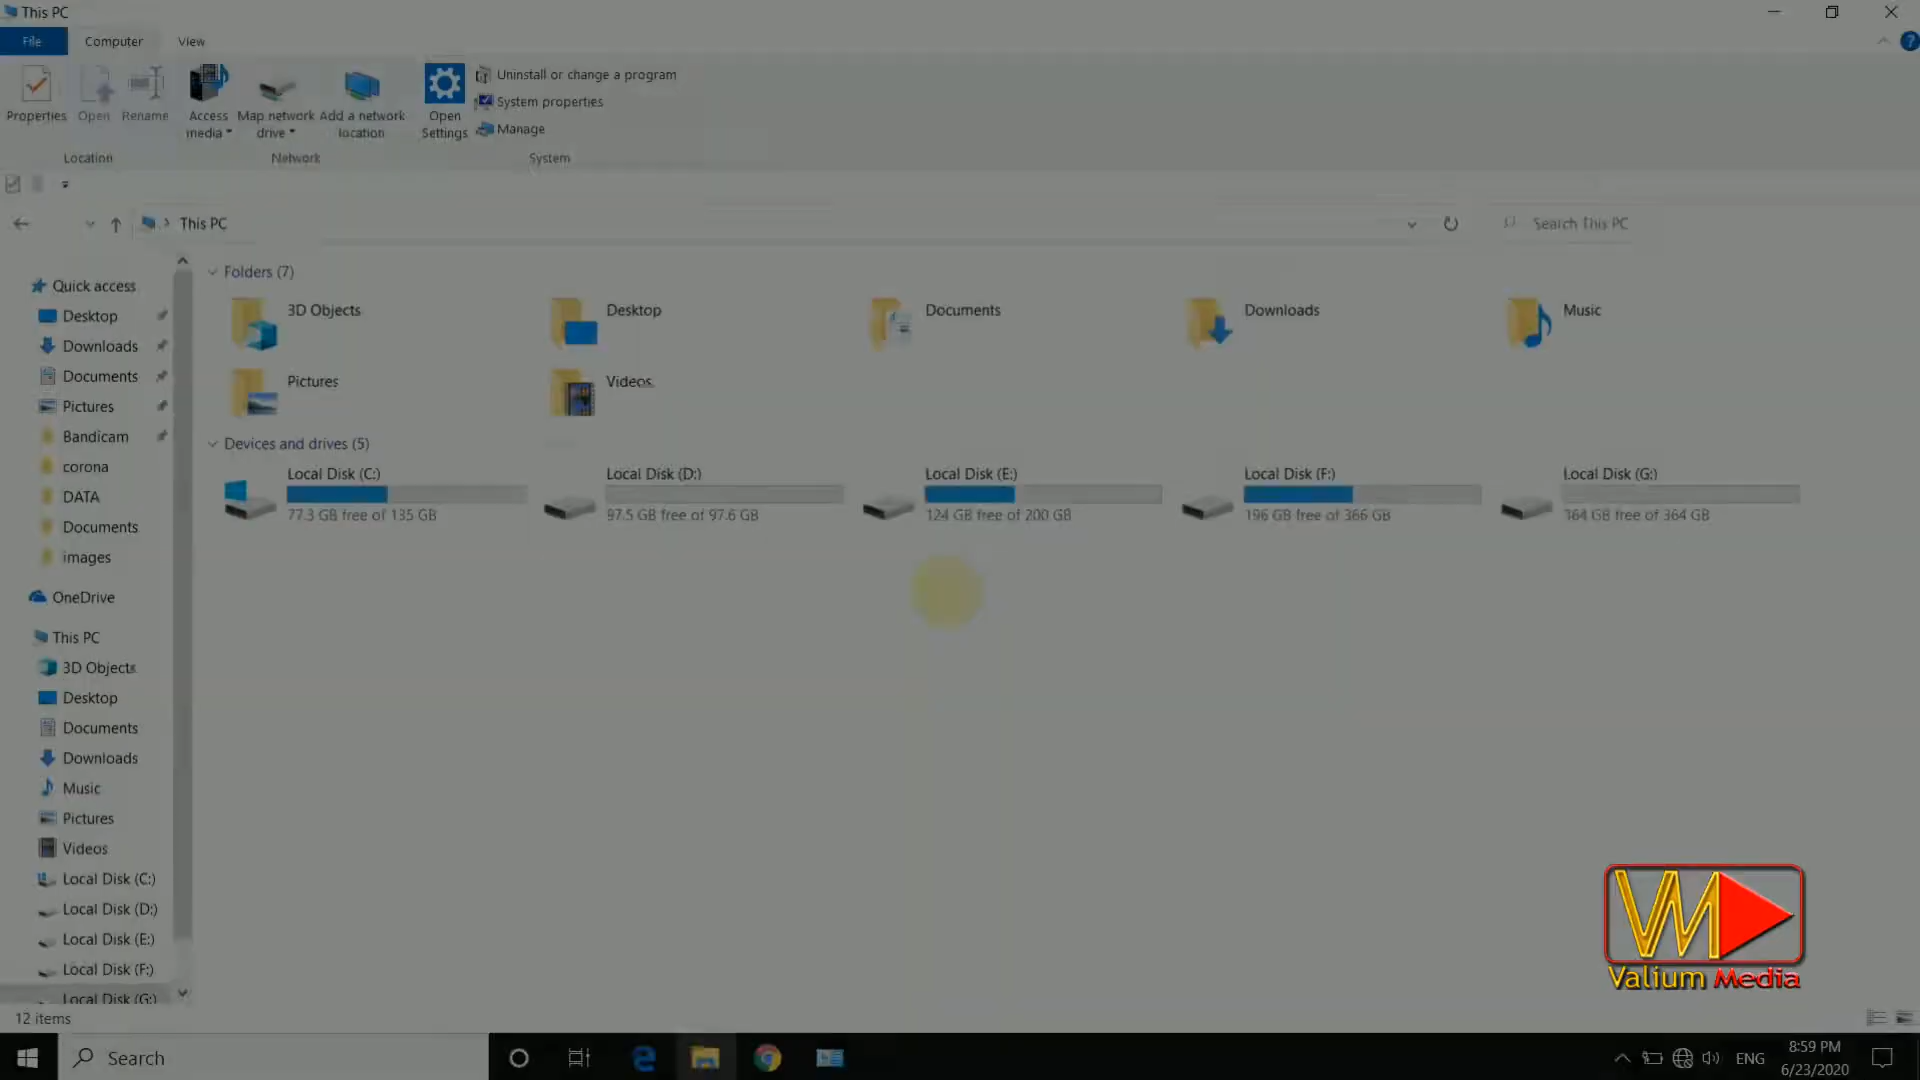 This PC
File
Computer
View
Properties
Open
Rename
Access media
Map network drive
Add a network location
Open Settings
Uninstall or change a program
System properties
Manage
Location
Network
System
This PC
Search This PC
Quick access
Desktop
Downloads
Documents
Pictures
Bandicam
corona
DATA
Documents
images
OneDrive
This PC
3D Objects
Desktop
Documents
Downloads
Music
Pictures
Videos
Local Disk (C:)
Local Disk (D:)
Local Disk (E:)
Local Disk (F:)
Local Disk (G:)
Folders (7)
3D Objects
Desktop
Documents
Downloads
Music
Pictures
Videos
Devices and drives (5)
Local Disk (C:)
77.3 GB free of 135 GB
Local Disk (D:)
97.5 GB free of 97.6 GB
Local Disk (E:)
124 GB free of 200 GB
Local Disk (F:)
196 GB free of 366 GB
Local Disk (G:)
364 GB free of 364 GB
VM
Valium Media
12 items
Search
ENG
8:59 PM
6/23/2020